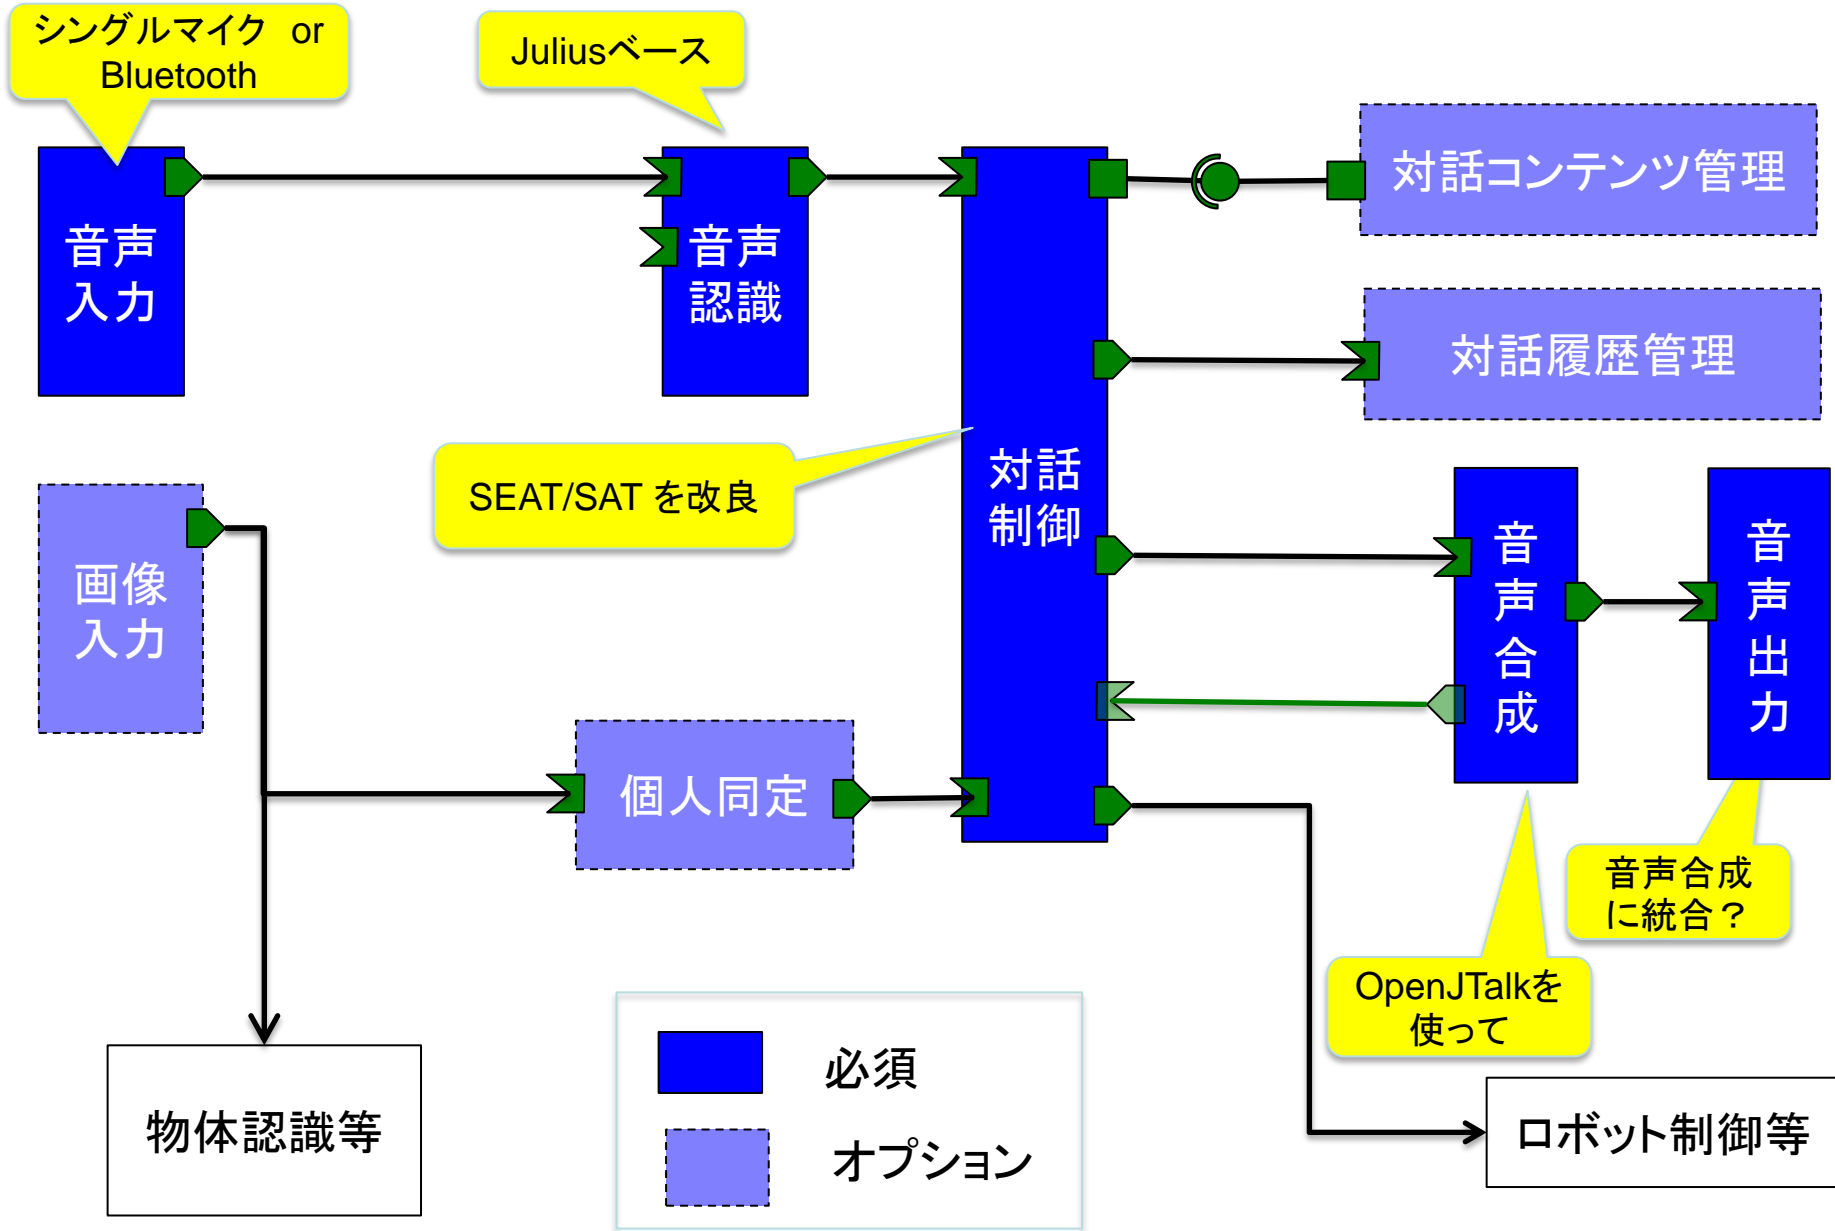 シングルマイク or
Bluetooth
Juliusベース
対話コンテンツ管理
音声
入力
音声
認識
対話履歴管理
SEAT/SAT を改良
対話
制御
画像
入力
音
声
合
成
音
声
出
力
個人同定
音声合成
に統合？
OpenJTalkを
使って
必須
オプション
物体認識等
ロボット制御等